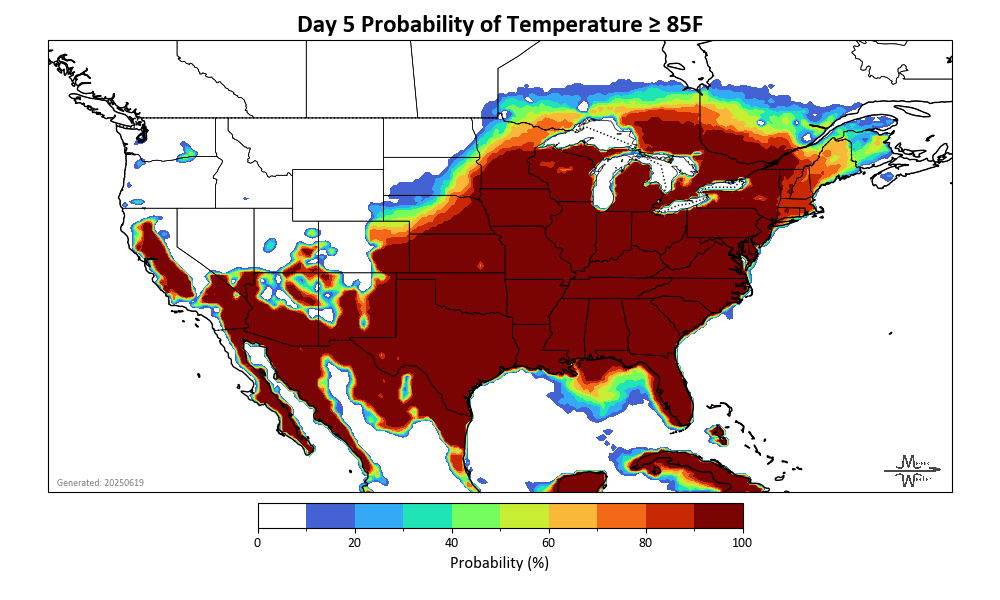 Day 5 Probability of Temperature ≥ 85F
Generated: 20250619
0 20 40 60 80 100
Probability (%)